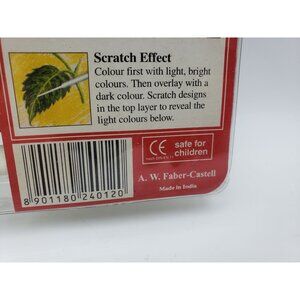 Scratch Effect
Colour first with light, bright
colours. Then overlay with a
dark colour. Scratch designs
in the top layer to reveal the
light colours below.
CE
safe for
children
A. W. Faber-Castell
Made in India
8 901180 240120